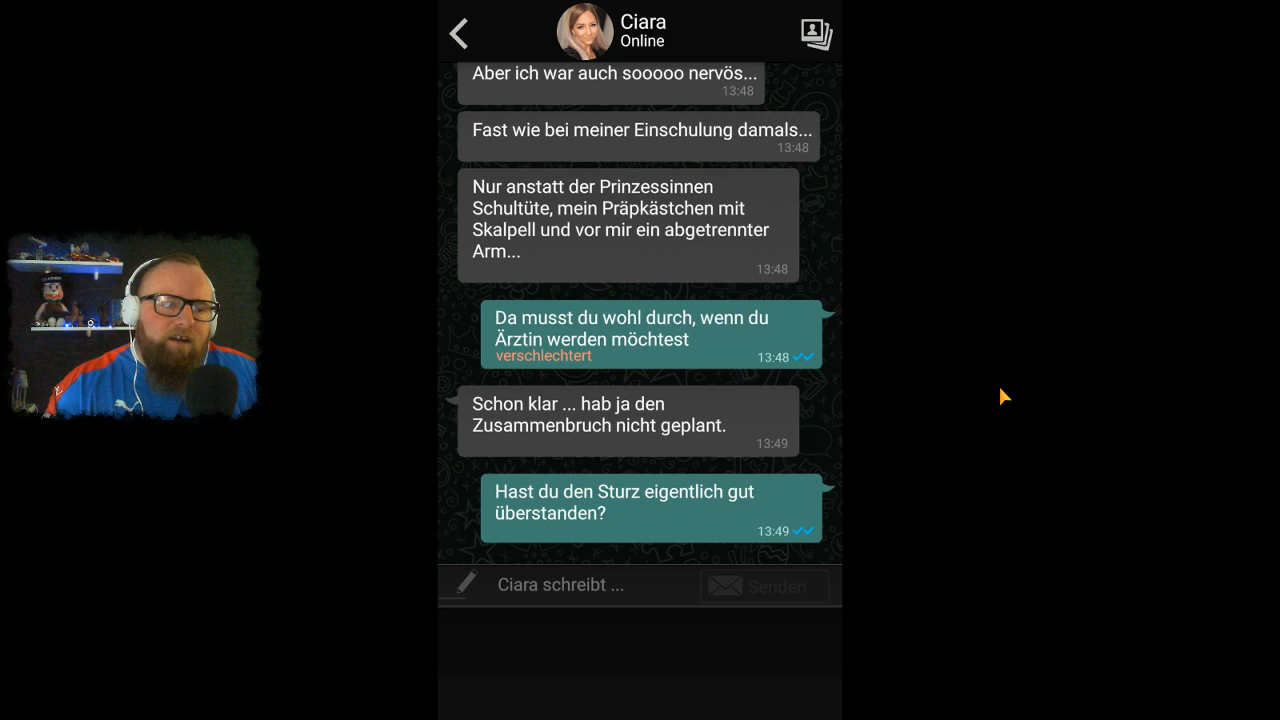 Ciara
Online
Aber ich war auch sooooo nervös...
13:48
Fast wie bei meiner Einschulung damals...
13:48
Nur anstatt der Prinzessinnen
Schultüte, mein Präpkästchen mit
Skalpell und vor mir ein abgetrennter
Arm...
13:48
Da musst du wohl durch, wenn du
Ärztin werden möchtest
verschlechtert
13:48
Schon klar ... hab ja den
Zusammenbruch nicht geplant.
13:49
Hast du den Sturz eigentlich gut
überstanden?
13:49
Ciara schreibt ...
Senden